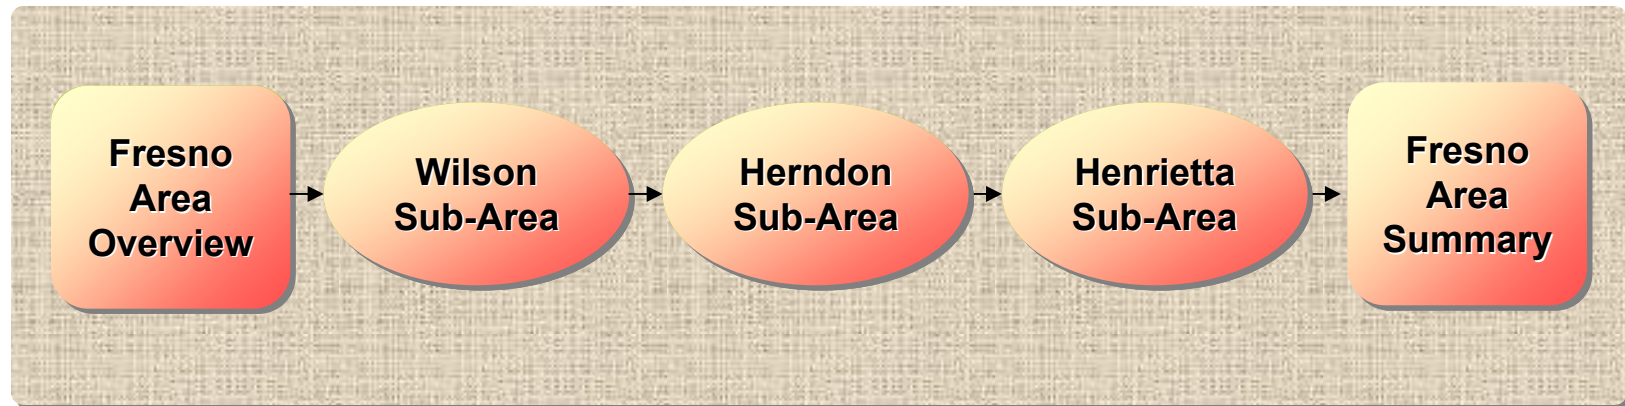 Fresno
Area
Overview
Wilson
Sub-Area
Herndon
Sub-Area
Henrietta
Sub-Area
Fresno
Area
Summary